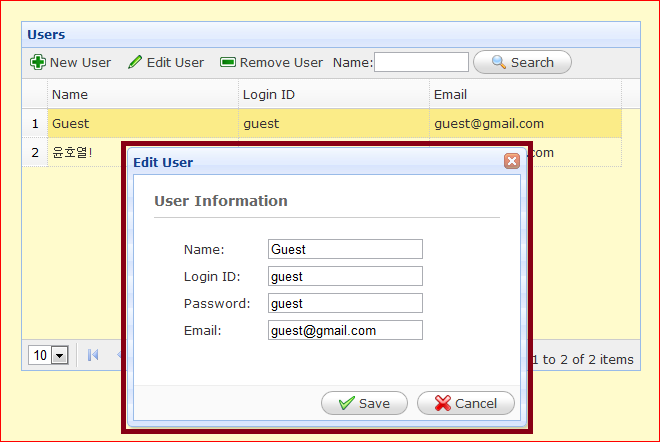 Users
New User Edit User Remove User Name: Search
Name Login ID Email
1 Guest guest guest@gmail.com
2 윤호열! .com
Edit User
User Information
Name: Guest
Login ID: guest
Password: guest
Email: guest@gmail.com
Save Cancel
10 1 to 2 of 2 items